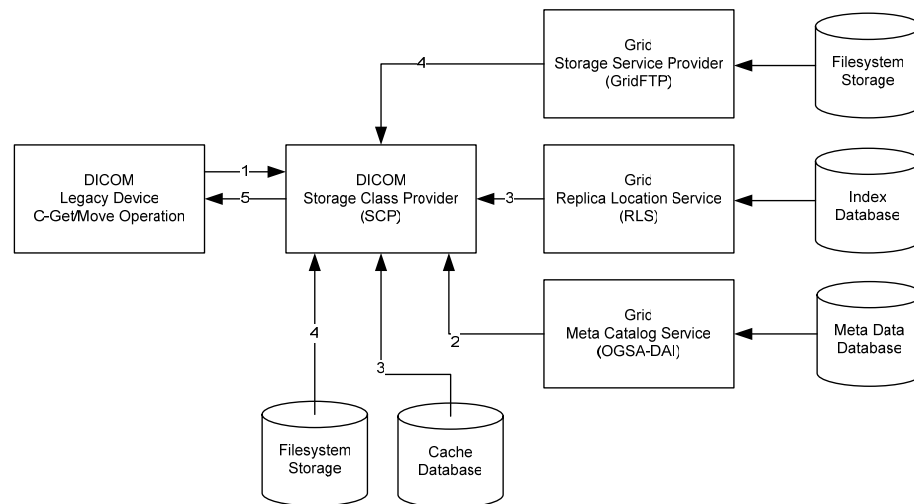 Grid
Storage Service Provider
(GridFTP)
Filesystem
Storage
4
DICOM
Legacy Device
C-Get/Move Operation
1
5
DICOM
Storage Class Provider
(SCP)
3
Grid
Replica Location Service
(RLS)
Index
Database
2
Grid
Meta Catalog Service
(OGSA-DAI)
Meta Data
Database
4
3
Filesystem
Storage
Cache
Database